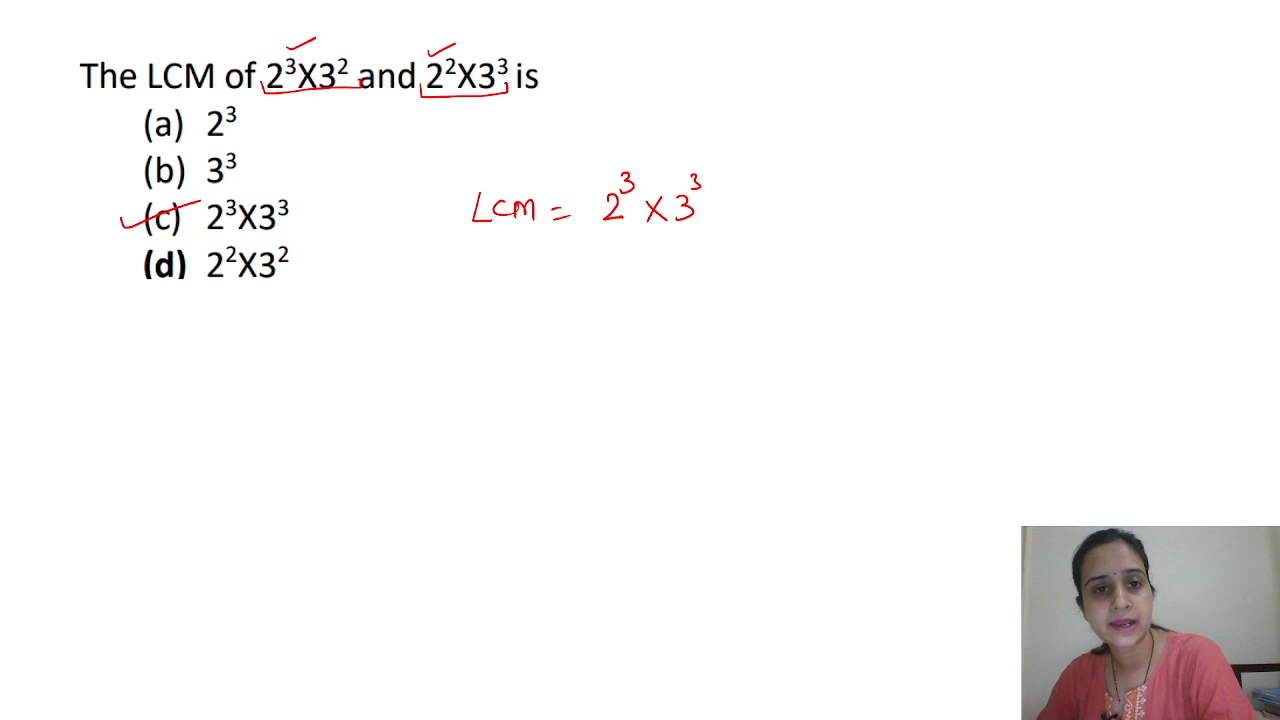 The LCM of 2³X3² and 2²X3³ is
(a) 2³
(b) 3³
(c) 2³X3³
LCM = 2³ X 3³
(d) 2²X3²